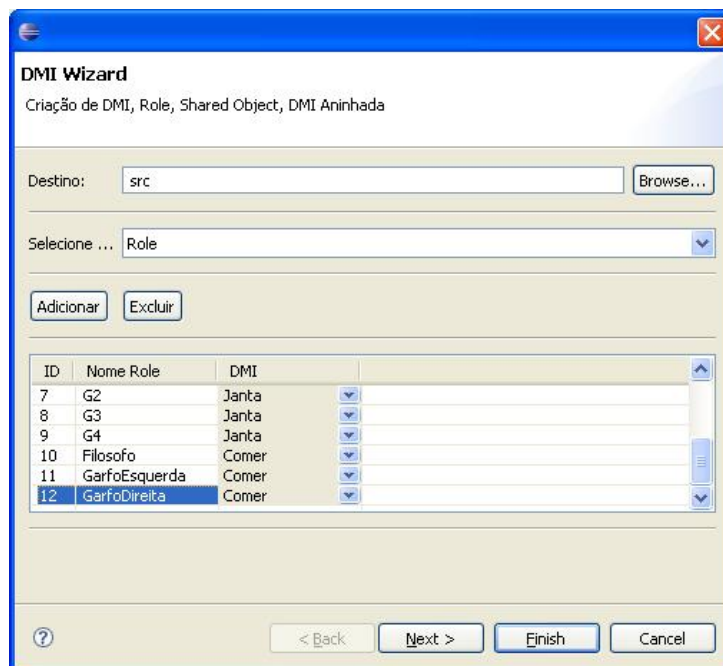 DMI Wizard
Criação de DMI, Role, Shared Object, DMI Aninhada
Destino: src Browse...
Selecione ... Role
Adicionar Excluir
ID Nome Role DMI
7 G2 Janta
8 G3 Janta
9 G4 Janta
10 Filosofo Comer
11 GarfoEsquerda Comer
12 GarfoDireita Comer
? < Back Next > Finish Cancel